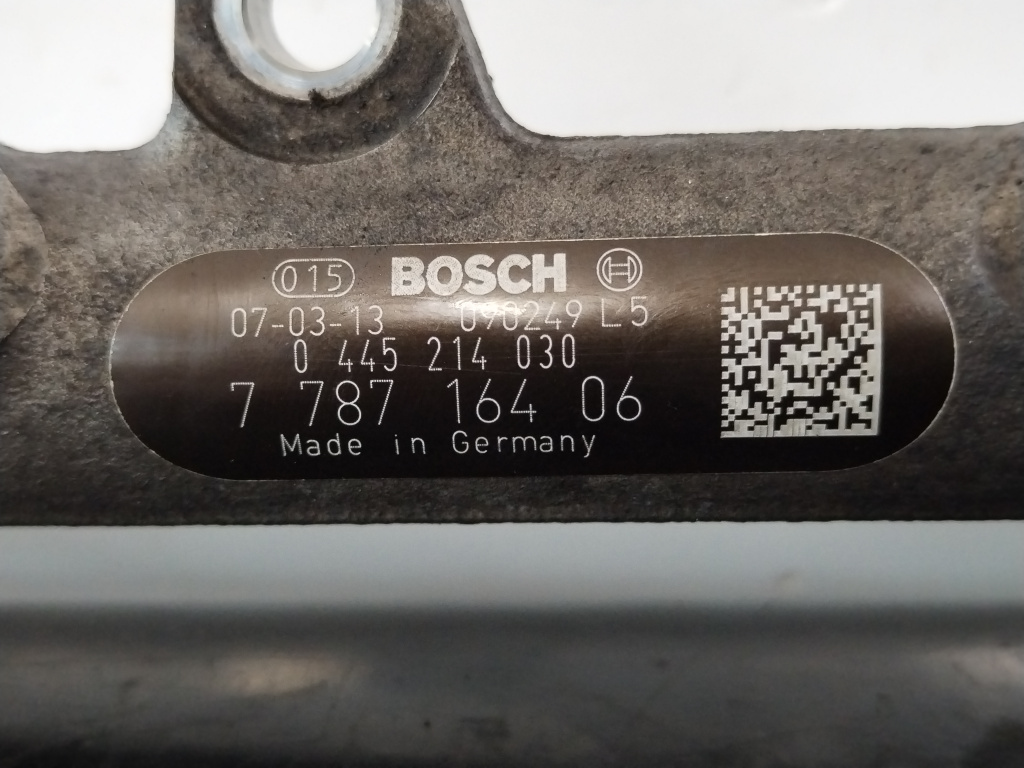 015 BOSCH
07-03-13 090249 L5
0 445 214 030
7 787 164 06
Made in Germany